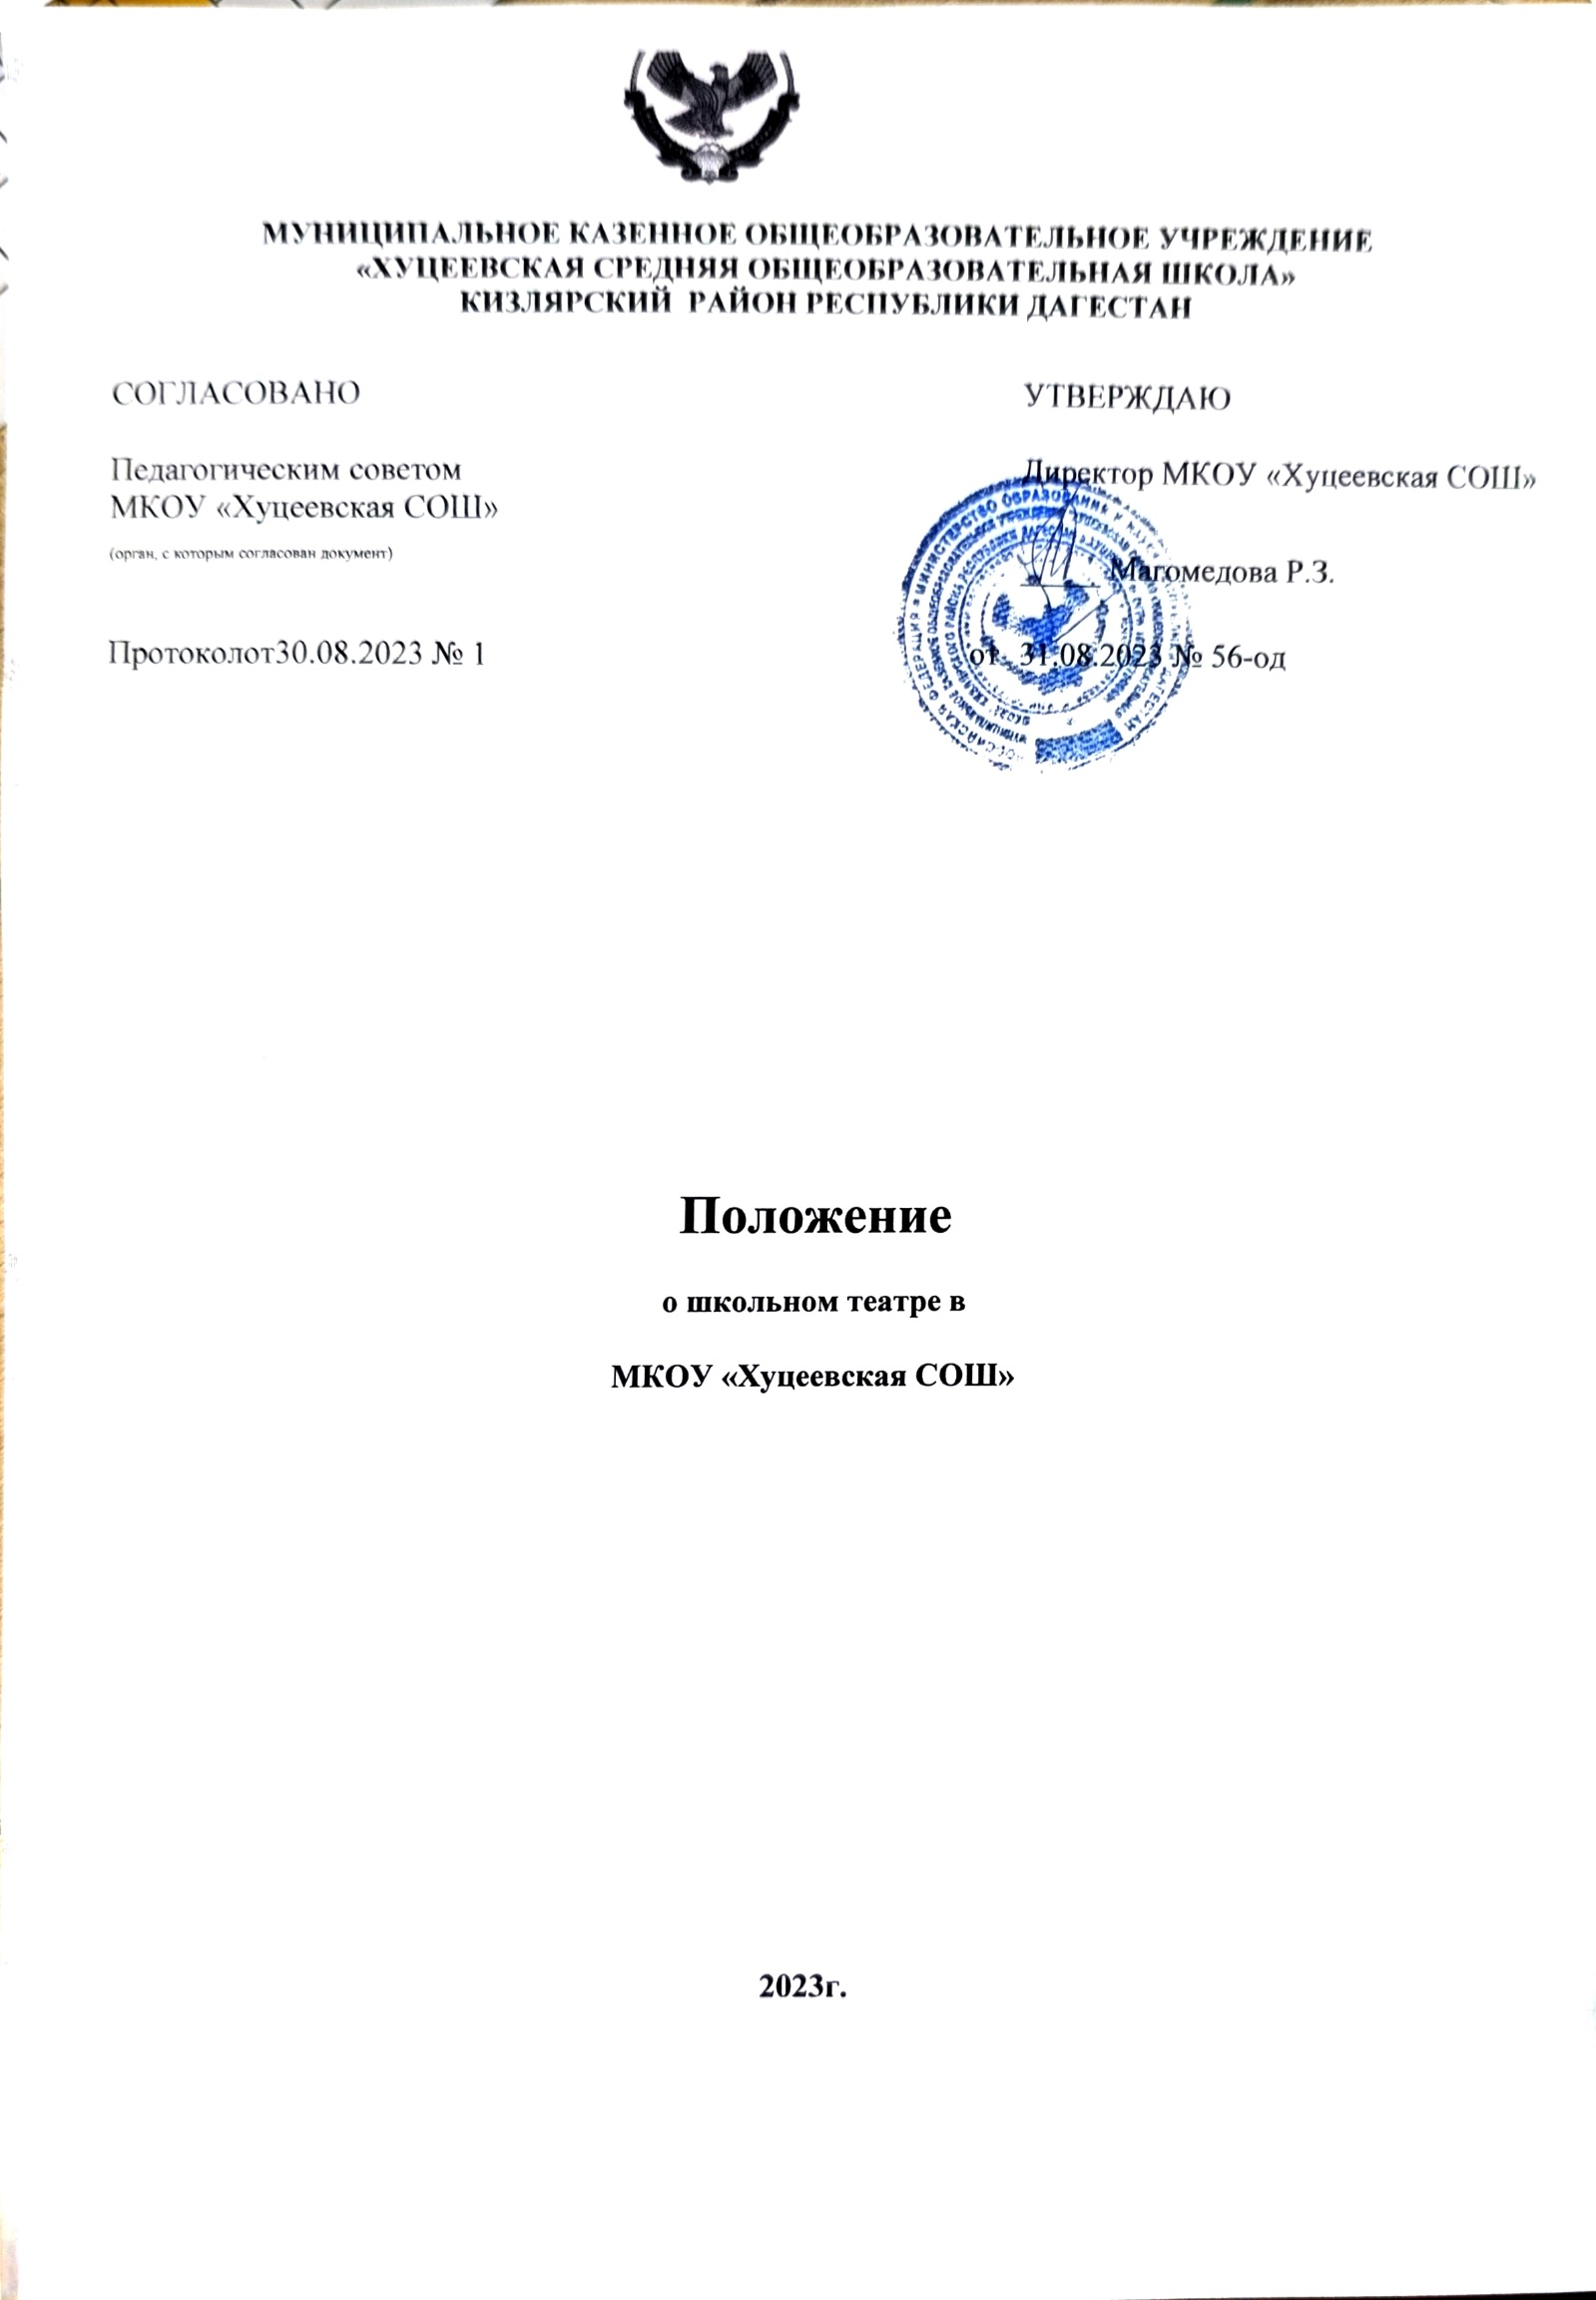 МУНИЦИПАЛЬНОЕ КАЗЕННОЕ ОБЩЕОБРАЗОВАТЕЛЬНОЕ УЧРЕЖДЕНИЕ
«ХУЦЕЕВСКАЯ СРЕДНЯЯ ОБЩЕОБРАЗОВАТЕЛЬНАЯ ШКОЛА»
КИЗЛЯРСКИЙ РАЙОН РЕСПУБЛИКИ ДАГЕСТАН
СОГЛАСОВАНО
Педагогическим советом
МКОУ «Хуцеевская СОШ»
(орган, с которым согласован документ)
Протоколот30.08.2023 № 1
УТВЕРЖДАЮ
Директор МКОУ «Хуцеевская СОШ»
Магомедова Р.З.
от 31.08.2023 № 56-од
Положение
о школьном театре в
МКОУ «Хуцеевская СОШ»
2023г.